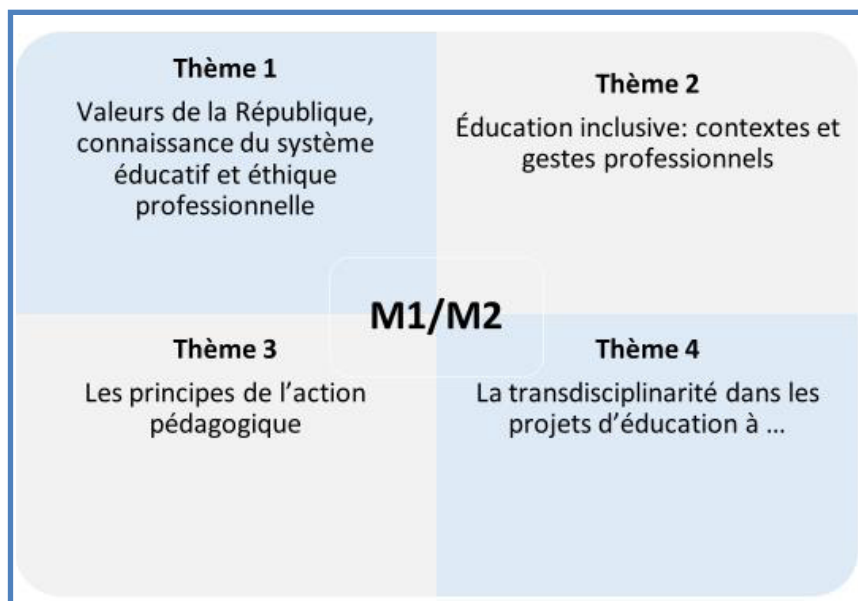 Thème 1
Valeurs de la République,
connaissance du système
éducatif et éthique
professionnelle
Thème 2
Éducation inclusive: contextes et
gestes professionnels
M1/M2
Thème 3
Les principes de l’action
pédagogique
Thème 4
La transdisciplinarité dans les
projets d’éducation à ...